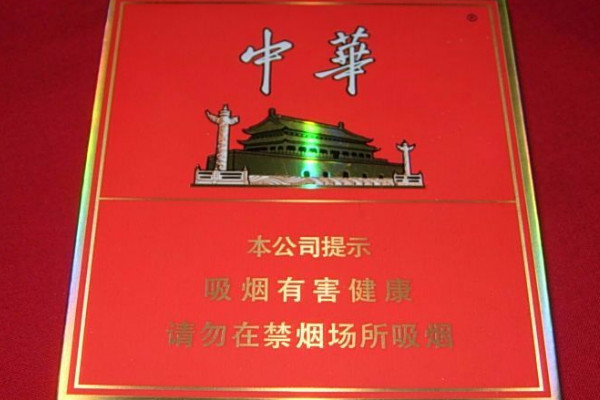 中華
®
本公司提示
吸烟有害健康
请勿在禁烟场所吸烟